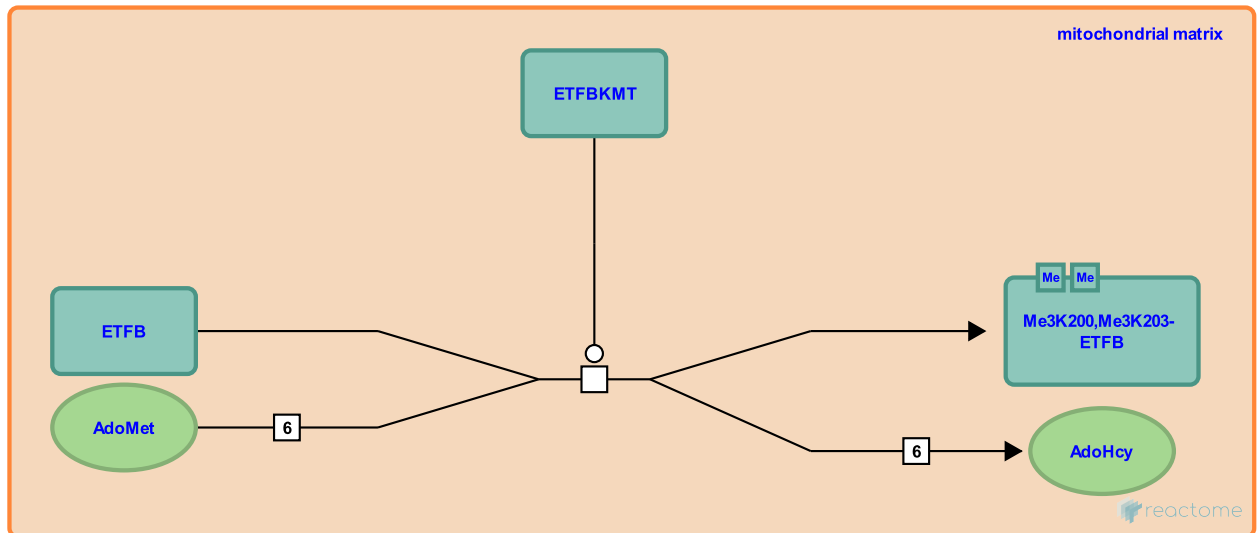 mitochondrial matrix
ETFBKMT
Me Me
Me3K200,Me3K203-
ETFB
ETFB
AdoMet
6
6
AdoHcy
reactome